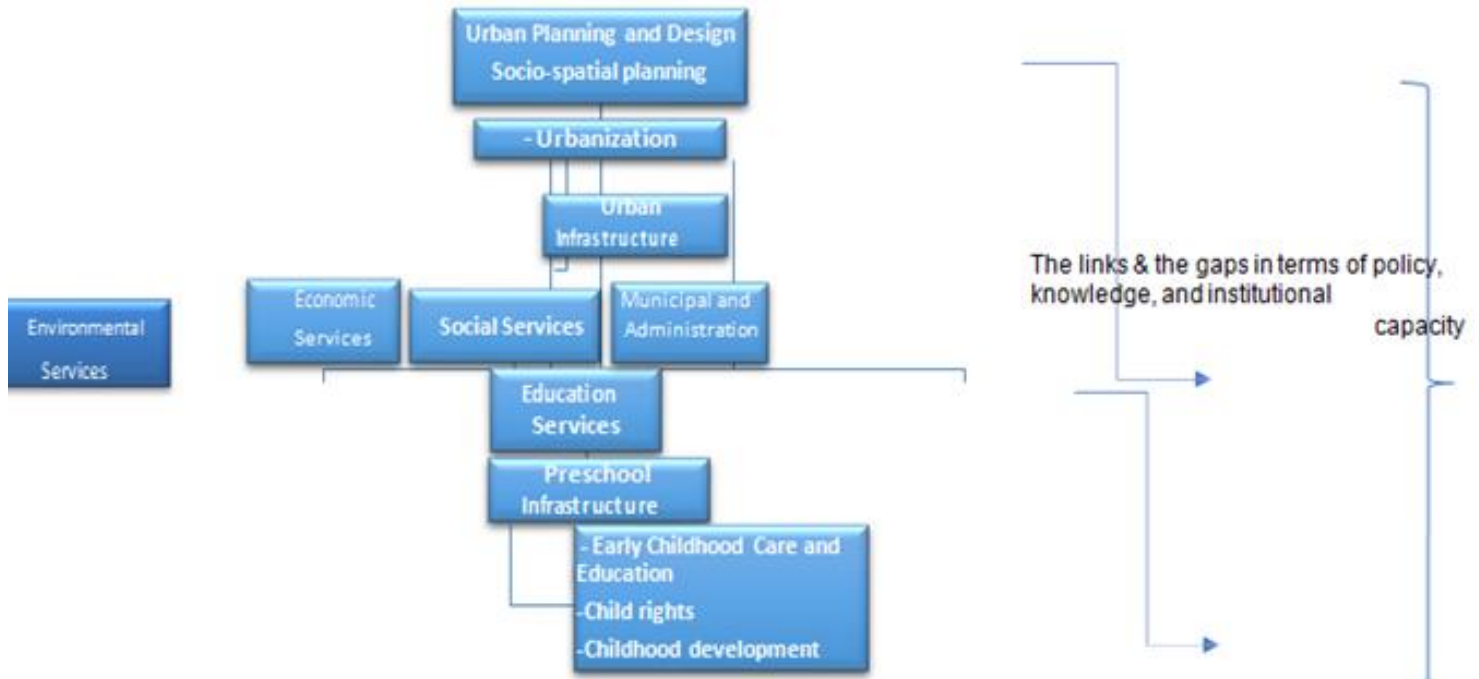 Urban Planning and Design
Socio-spatial planning
- Urbanization
Urban
Infrastructure
Environmental
Services
Economic
Services
Social Services
Municipal and
Administration
The links & the gaps in terms of policy,
knowledge, and institutional
capacity
Education
Services
Preschool
Infrastructure
- Early Childhood Care and
Education
-Child rights
-Childhood development